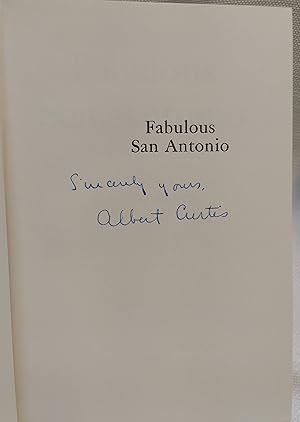 Fabulous
San Antonio
Sincerely yours,
Albert Curtis